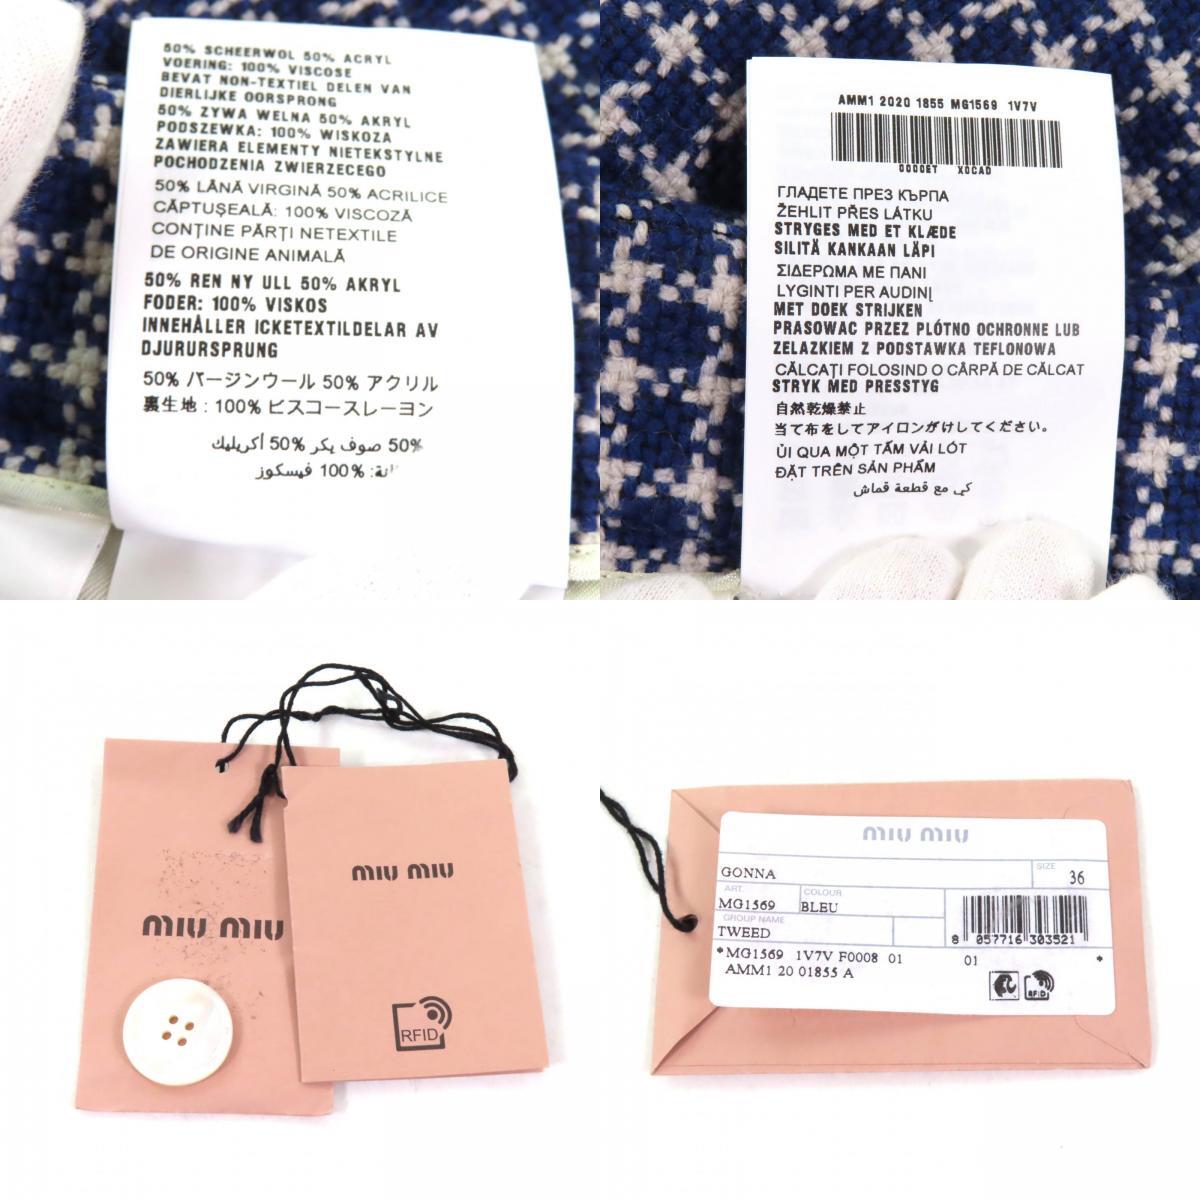 50% SCHEERWOL 50% ACRYL
VOERING: 100% VISCOSE
BEVAT NON-TEXTIEL DELEN VAN
DIERLIJKE OORSPRONG
50% ZYWA WELNA 50% AKRYL
PODSZEWKA: 100% WISKOZA
ZAWIERA ELEMENTY NIETEKSTYLNE
POCHODZENIA ZWIERZECEGO
50% LÂNĂ VIRGINĂ 50% ACRILICE
CĂPTUȘEALĂ: 100% VISCOZĂ
CONȚINE PĂRȚI NETEXTILE
DE ORIGINE ANIMALĂ
50% REN NY ULL 50% AKRYL
FODER: 100% VISKOS
INNEHÅLLER ICKETEXTILDELAR AV
DJURURSPRUNG
50% バージンウール 50% アクリル
裏生地 : 100% ビスコースレーヨン
50% صوف بكر 50% أكريليك
100% فيسكوز
AMM1 2020 1855 MG1569 1V7V
0000ET X0CAD
ГЛАДЕТЕ ПРЕЗ КЪРПА
ŽEHLIT PŘES LÁTKU
STRYGES MED ET KLÆDE
SILITÄ KANKAAN LÄPI
ΣΙΔΕΡΩΜΑ ΜΕ ΠΑΝΙ
LYGINTI PER AUDINĮ
MET DOEK STRIJKEN
PRASOWAC PRZEZ PLÓTNO OCHRONNE LUB
ZELAZKIEM Z PODSTAWKA TEFLONOWA
CĂLCAȚI FOLOSIND O CÂRPĂ DE CĂLCAT
STRYK MED PRESSTYG
自然乾燥禁止
当て布をしてアイロンがけしてください。
ỦI QUA MỘT TẤM VẢI LÓT
ĐẶT TRÊN SẢN PHẨM
كي مع قطعة قماش
miu miu
miu miu
RFID
miu miu
GONNA
SIZE
36
ART.
COLOUR
MG1569
BLEU
GROUP NAME
TWEED
8 057716 303521
*MG1569 1V7V F0008 01 01 *
AMM1 20 01855 A
RFID